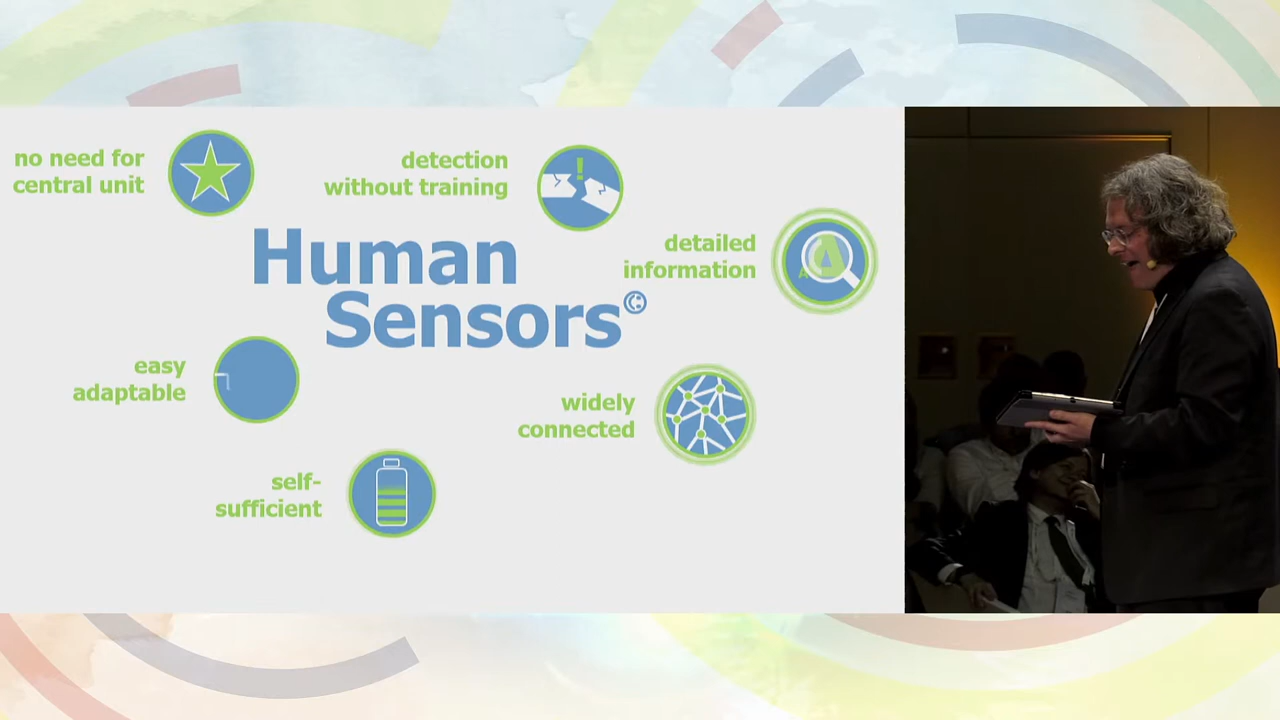 no need for
central unit
detection
without training
Human
Sensors©
detailed
information
easy
adaptable
widely
connected
self-
sufficient